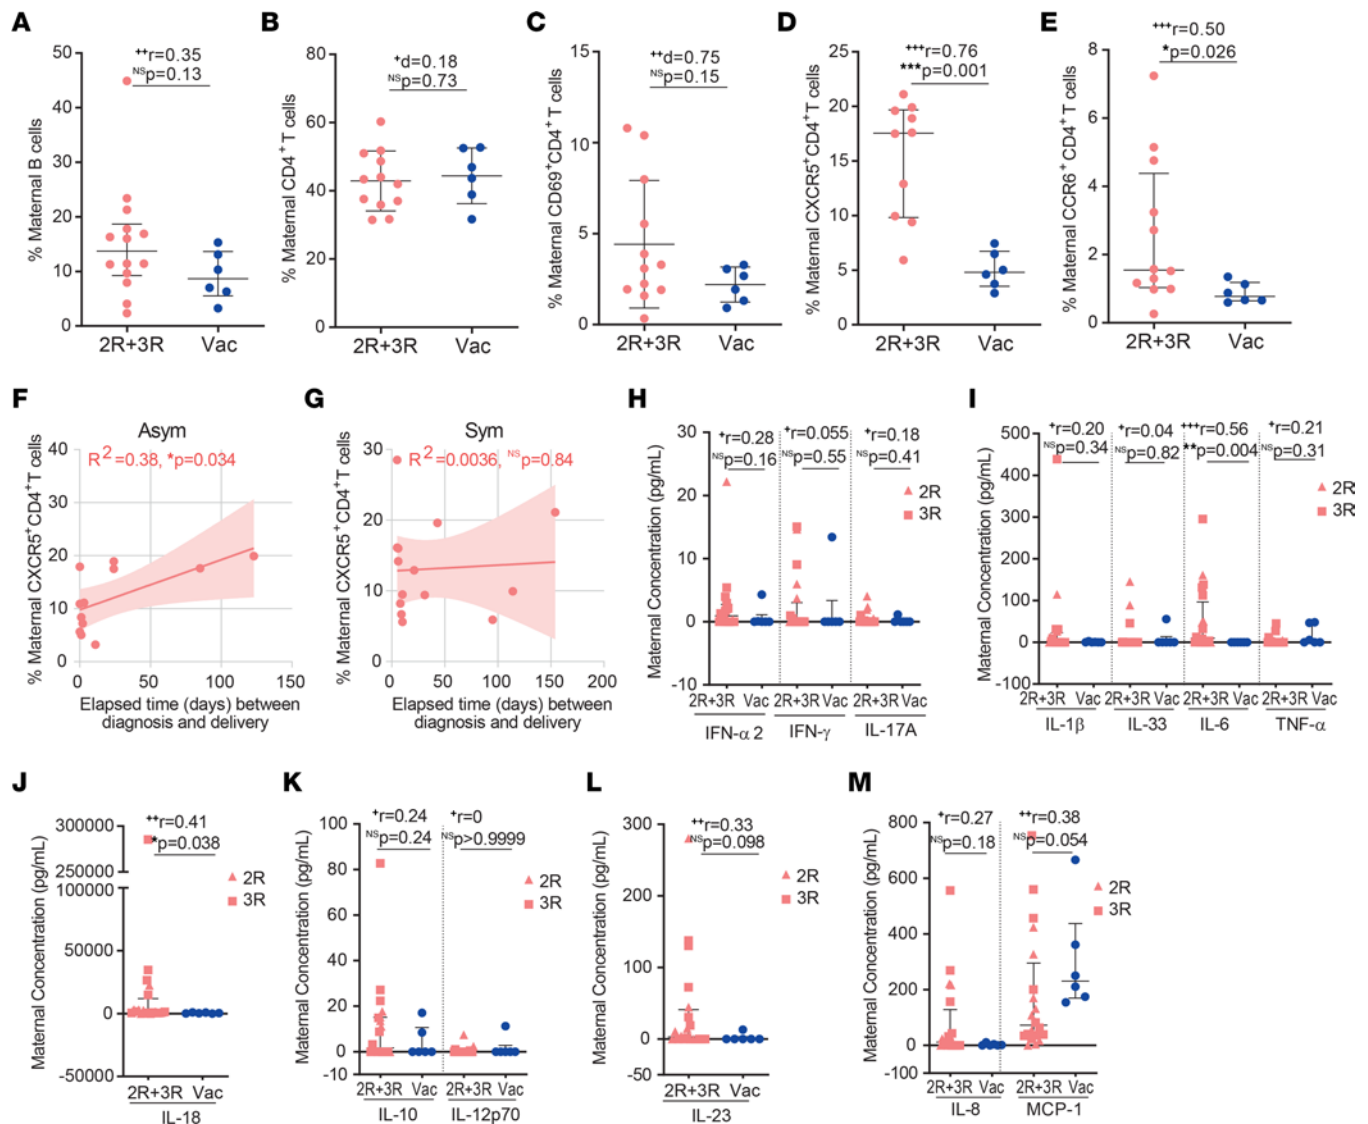 A
++r=0.35
NSp=0.13
% Maternal B cells
50
40
30
20
10
0
2R+3R
Vac
B
+d=0.18
NSp=0.73
% Maternal CD4+T cells
80
60
40
20
0
2R+3R
Vac
C
++d=0.75
NSp=0.15
% Maternal CD69+CD4+T cells
15
10
5
0
2R+3R
Vac
D
+++r=0.76
***p=0.001
% Maternal CXCR5+CD4+T cells
25
20
15
10
5
0
2R+3R
Vac
E
+++r=0.50
*p=0.026
% Maternal CCR6+CD4+T cells
8
6
4
2
0
2R+3R
Vac
F
Asym
R2=0.38, *p=0.034
% Maternal CXCR5+CD4+T cells
40
30
20
10
0
0
50
100
150
Elapsed time (days) between
diagnosis and delivery
G
Sym
R2=0.0036, NSp=0.84
% Maternal CXCR5+CD4+T cells
30
20
10
0
0
50
100
150
200
Elapsed time (days) between
diagnosis and delivery
H
+r=0.28
NSp=0.16
+r=0.055
NSp=0.55
+r=0.18
NSp=0.41
Maternal Concentration (pg/mL)
30
20
10
0
-10
2R+3R Vac
2R+3R Vac
2R+3R Vac
IFN-α2
IFN-γ
IL-17A
I
+r=0.20
NSp=0.34
+r=0.04
NSp=0.82
+++r=0.56
**p=0.004
+r=0.21
NSp=0.31
2R
3R
Maternal Concentration (pg/mL)
500
400
300
200
100
0
-100
2R+3R Vac
2R+3R Vac
2R+3R Vac
2R+3R Vac
IL-1β
IL-33
IL-6
TNF-α
J
++r=0.41
*p=0.038
2R
3R
Maternal Concentration (pg/mL)
300000
250000
100000
50000
0
-50000
2R+3R Vac
IL-18
K
+r=0.24
NSp=0.24
+r=0
NSp>0.9999
2R
3R
Maternal Concentration (pg/mL)
100
80
60
40
20
0
-10
2R+3R Vac
2R+3R Vac
IL-10
IL-12p70
L
++r=0.33
NSp=0.098
2R
3R
Maternal Concentration (pg/mL)
300
200
100
0
-50
2R+3R Vac
IL-23
M
+r=0.27
NSp=0.18
++r=0.38
NSp=0.054
2R
3R
Maternal Concentration (pg/mL)
800
600
400
200
0
-100
2R+3R Vac
2R+3R Vac
IL-8
MCP-1